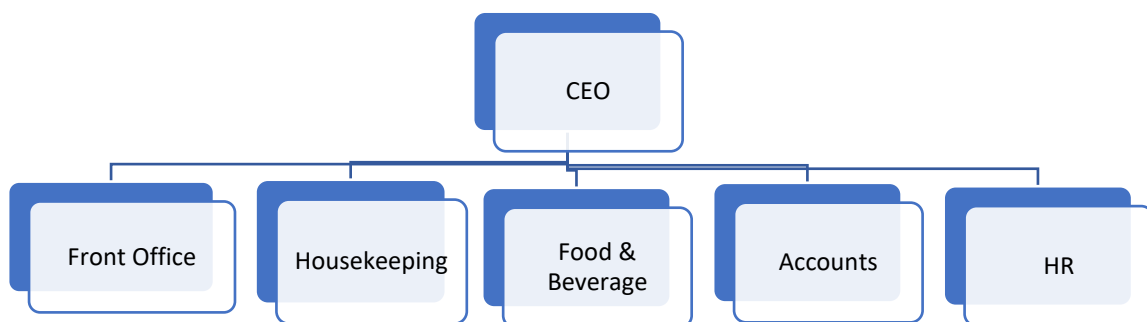 CEO
Front Office
Housekeeping
Food &
Beverage
Accounts
HR